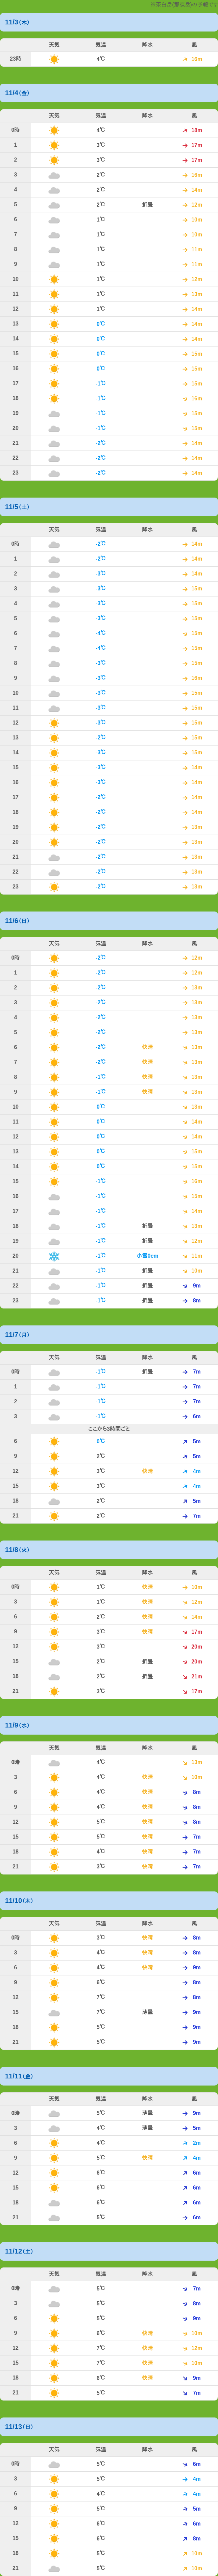 ※来日余(梨湯余)の予報です
11/3(木)
天気 気温 降水 風
23時 4℃ 16m
11/4(金)
天気 気温 降水 風
0時 4℃ 18m
1 3℃ 17m
2 3℃ 17m
3 2℃ 16m
4 2℃ 14m
5 2℃ 折曇 12m
6 1℃ 10m
7 1℃ 10m
8 1℃ 11m
9 1℃ 11m
10 1℃ 12m
11 1℃ 13m
12 1℃ 14m
13 0℃ 14m
14 0℃ 14m
15 0℃ 15m
16 0℃ 15m
17 -1℃ 15m
18 -1℃ 16m
19 -1℃ 15m
20 -1℃ 15m
21 -2℃ 14m
22 -2℃ 14m
23 -2℃ 14m
11/5(土)
天気 気温 降水 風
0時 -2℃ 14m
1 -2℃ 14m
2 -3℃ 14m
3 -3℃ 15m
4 -3℃ 15m
5 -3℃ 15m
6 -4℃ 15m
7 -4℃ 15m
8 -3℃ 15m
9 -3℃ 16m
10 -3℃ 15m
11 -3℃ 15m
12 -3℃ 15m
13 -2℃ 15m
14 -3℃ 15m
15 -3℃ 14m
16 -3℃ 14m
17 -2℃ 14m
18 -2℃ 14m
19 -2℃ 13m
20 -2℃ 13m
21 -2℃ 13m
22 -2℃ 13m
23 -2℃ 13m
11/6(日)
天気 気温 降水 風
0時 -2℃ 12m
1 -2℃ 12m
2 -2℃ 13m
3 -2℃ 13m
4 -2℃ 13m
5 -2℃ 13m
6 -2℃ 快晴 13m
7 -2℃ 快晴 13m
8 -1℃ 快晴 13m
9 -1℃ 快晴 13m
10 0℃ 13m
11 0℃ 14m
12 0℃ 14m
13 0℃ 15m
14 0℃ 15m
15 -1℃ 16m
16 -1℃ 15m
17 -1℃ 14m
18 -1℃ 折曇 13m
19 -1℃ 折曇 12m
20 -1℃ 小雪0cm 11m
21 -1℃ 折曇 10m
22 -1℃ 折曇 9m
23 -1℃ 折曇 8m
11/7(月)
天気 気温 降水 風
0時 -1℃ 折曇 7m
1 -1℃ 7m
2 -1℃ 7m
3 -1℃ 6m
ここから3時間ごと
6 0℃ 5m
9 2℃ 5m
12 3℃ 快晴 4m
15 3℃ 4m
18 2℃ 5m
21 2℃ 7m
11/8(火)
天気 気温 降水 風
0時 1℃ 快晴 10m
3 1℃ 快晴 12m
6 2℃ 快晴 14m
9 3℃ 快晴 17m
12 3℃ 20m
15 2℃ 折曇 20m
18 2℃ 折曇 21m
21 3℃ 17m
11/9(水)
天気 気温 降水 風
0時 4℃ 13m
3 4℃ 快晴 10m
6 4℃ 快晴 8m
9 4℃ 快晴 8m
12 5℃ 快晴 8m
15 5℃ 快晴 7m
18 4℃ 快晴 7m
21 3℃ 快晴 7m
11/10(木)
天気 気温 降水 風
0時 3℃ 快晴 8m
3 4℃ 快晴 8m
6 4℃ 快晴 9m
9 6℃ 8m
12 7℃ 8m
15 7℃ 薄曇 9m
18 5℃ 9m
21 5℃ 9m
11/11(金)
天気 気温 降水 風
0時 5℃ 薄曇 9m
3 4℃ 薄曇 5m
6 4℃ 2m
9 5℃ 快晴 4m
12 6℃ 6m
15 6℃ 6m
18 6℃ 6m
21 5℃ 6m
11/12(土)
天気 気温 降水 風
0時 5℃ 7m
3 5℃ 8m
6 5℃ 9m
9 6℃ 快晴 10m
12 7℃ 快晴 12m
15 7℃ 快晴 10m
18 6℃ 快晴 9m
21 5℃ 7m
11/13(日)
天気 気温 降水 風
0時 5℃ 6m
3 5℃ 4m
6 4℃ 4m
9 5℃ 5m
12 6℃ 6m
15 6℃ 8m
18 5℃ 10m
21 5℃ 10m